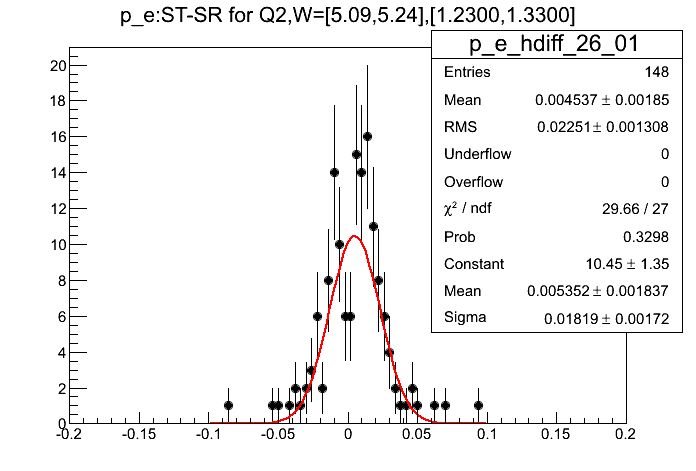 p_e:ST-SR for Q2,W=[5.09,5.24],[1.2300,1.3300]
p_e_hdiff_26_01
Entries 148
Mean 0.004537 ± 0.00185
RMS 0.02251 ± 0.001308
Underflow 0
Overflow 0
χ² / ndf 29.66 / 27
Prob 0.3298
Constant 10.45 ± 1.35
Mean 0.005352 ± 0.001837
Sigma 0.01819 ± 0.00172
20
18
16
14
12
10
8
6
4
2
0
-0.2 -0.15 -0.1 -0.05 0 0.05 0.1 0.15 0.2